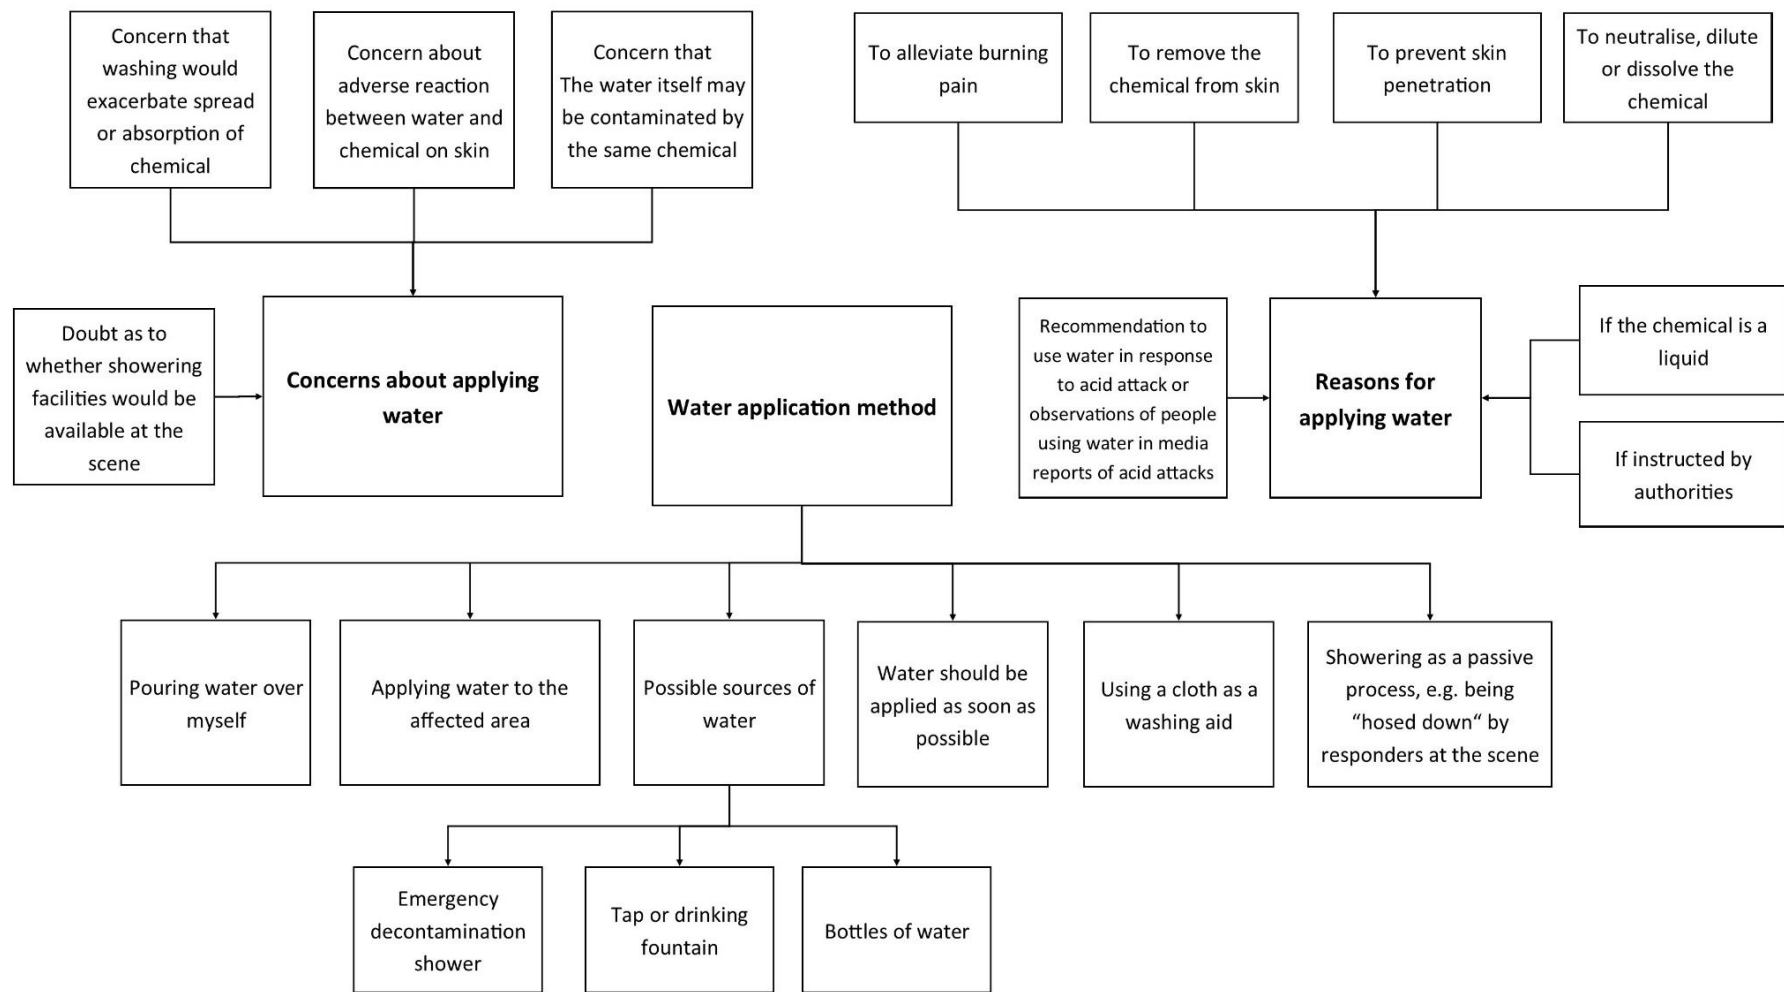 Concern that
washing would
exacerbate spread
or absorption of
chemical
Concern about
adverse reaction
between water and
chemical on skin
Concern that
The water itself may
be contaminated by
the same chemical
To alleviate burning
pain
To remove the
chemical from skin
To prevent skin
penetration
To neutralise, dilute
or dissolve the
chemical
Doubt as to
whether showering
facilities would be
available at the
scene
Concerns about applying
water
Water application method
Recommendation to
use water in response
to acid attack or
observations of people
using water in media
reports of acid attacks
Reasons for
applying water
If the chemical is a
liquid
If instructed by
authorities
Pouring water over
myself
Applying water to the
affected area
Possible sources of
water
Water should be
applied as soon as
possible
Using a cloth as a
washing aid
Showering as a passive
process, e.g. being
“hosed down“ by
responders at the scene
Emergency
decontamination
shower
Tap or drinking
fountain
Bottles of water